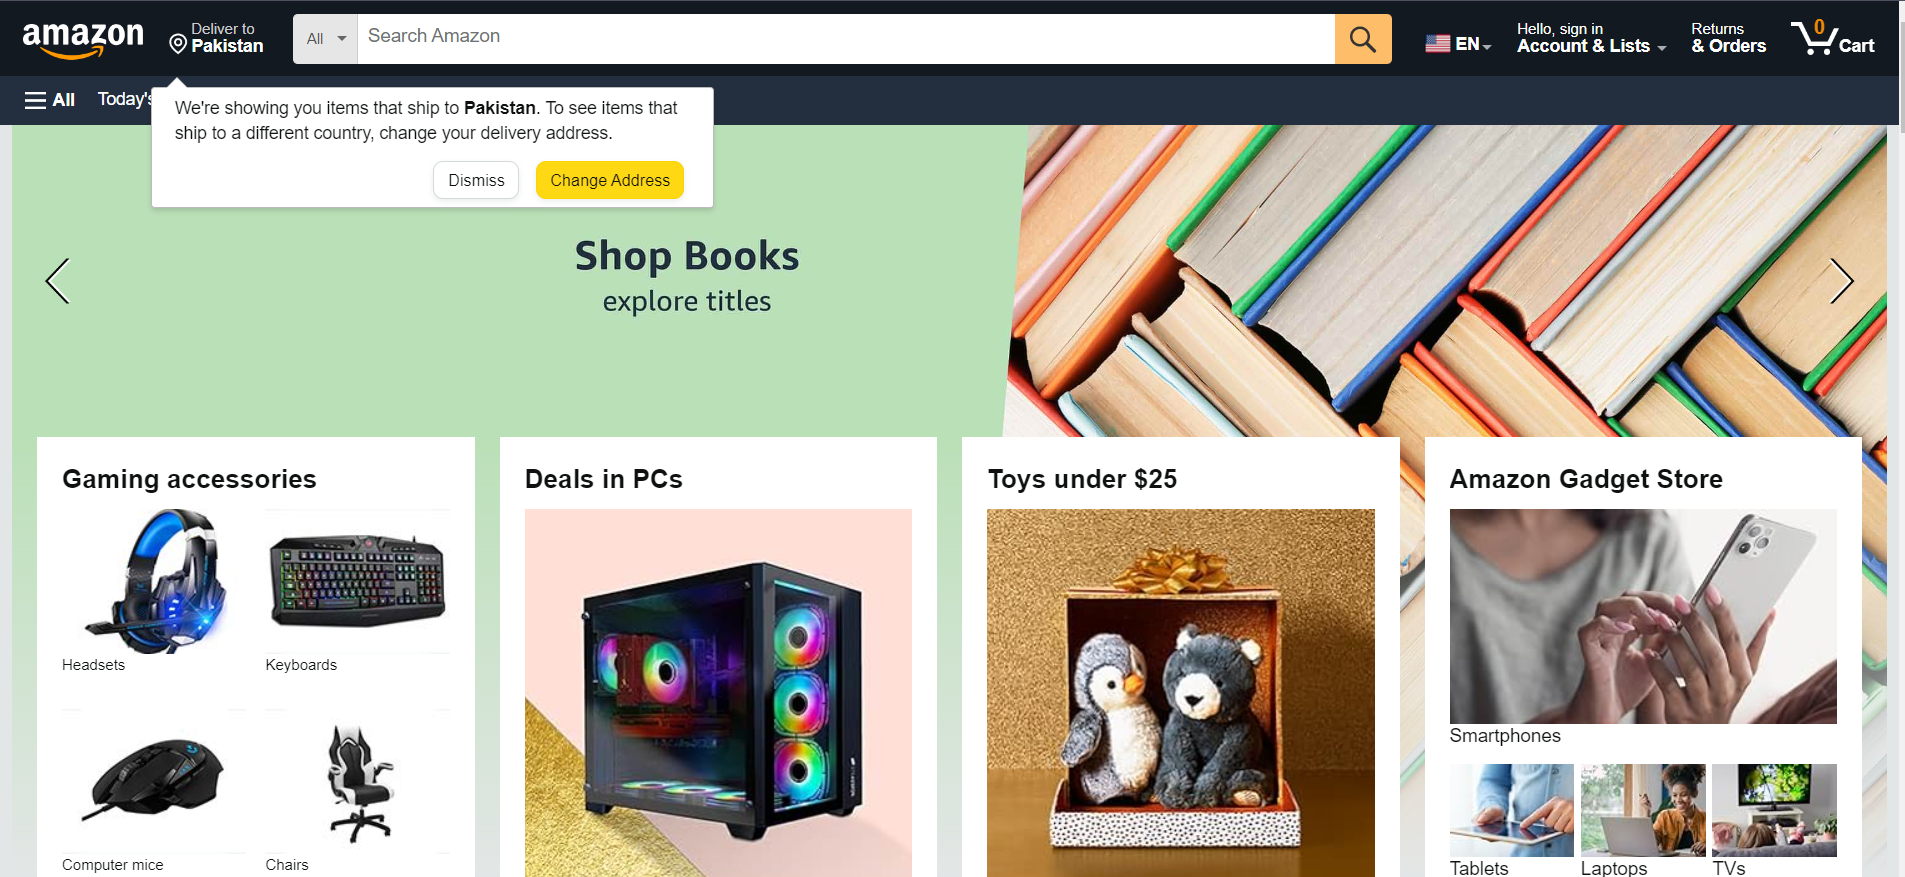 amazon
Deliver to
Pakistan
All
Search Amazon
EN
Hello, sign in
Account & Lists
Returns
& Orders
0
Cart
All
Today's
We're showing you items that ship to Pakistan. To see items that
ship to a different country, change your delivery address.
Dismiss
Change Address
Shop Books
explore titles
Gaming accessories
Headsets
Keyboards
Computer mice
Chairs
Deals in PCs
Toys under $25
Amazon Gadget Store
Smartphones
Tablets
Laptops
TVs